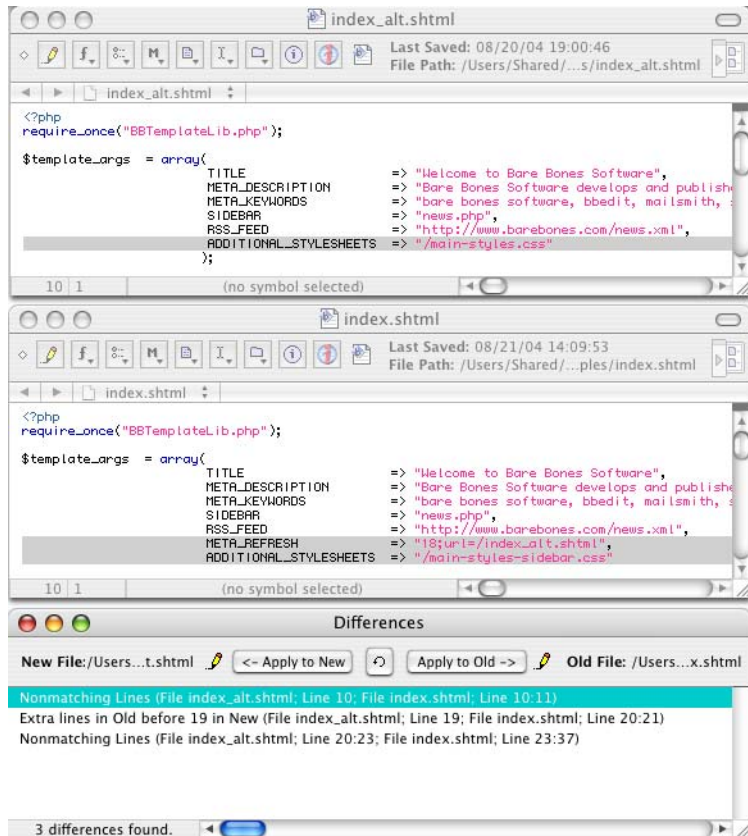 index_alt.shtml
Last Saved: 08/20/04 19:00:46
File Path: /Users/Shared/...s/index_alt.shtml
index_alt.shtml
<?php
require_once("BBTemplateLib.php");
$template_args = array(
TITLE => "Welcome to Bare Bones Software",
META_DESCRIPTION => "Bare Bones Software develops and publish
META_KEYWORDS => "bare bones software, bbedit, mailsmith,
SIDEBAR => "news.php",
RSS_FEED => "http://www.barebones.com/news.xml",
ADDITIONAL_STYLESHEETS => "/main-styles.css"
);
10 1 (no symbol selected)
index.shtml
Last Saved: 08/21/04 14:09:53
File Path: /Users/Shared/...ples/index.shtml
index.shtml
<?php
require_once("BBTemplateLib.php");
$template_args = array(
TITLE => "Welcome to Bare Bones Software",
META_DESCRIPTION => "Bare Bones Software develops and publish
META_KEYWORDS => "bare bones software, bbedit, mailsmith,
SIDEBAR => "news.php",
RSS_FEED => "http://www.barebones.com/news.xml",
META_REFRESH => "18;url=/index_alt.shtml",
ADDITIONAL_STYLESHEETS => "/main-styles-sidebar.css"
10 1 (no symbol selected)
Differences
New File:/Users...t.shtml <- Apply to New Apply to Old -> Old File: /Users...x.shtml
Nonmatching Lines (File index_alt.shtml; Line 10; File index.shtml; Line 10:11)
Extra lines in Old before 19 in New (File index_alt.shtml; Line 19; File index.shtml; Line 20:21)
Nonmatching Lines (File index_alt.shtml; Line 20:23; File index.shtml; Line 23:37)
3 differences found.